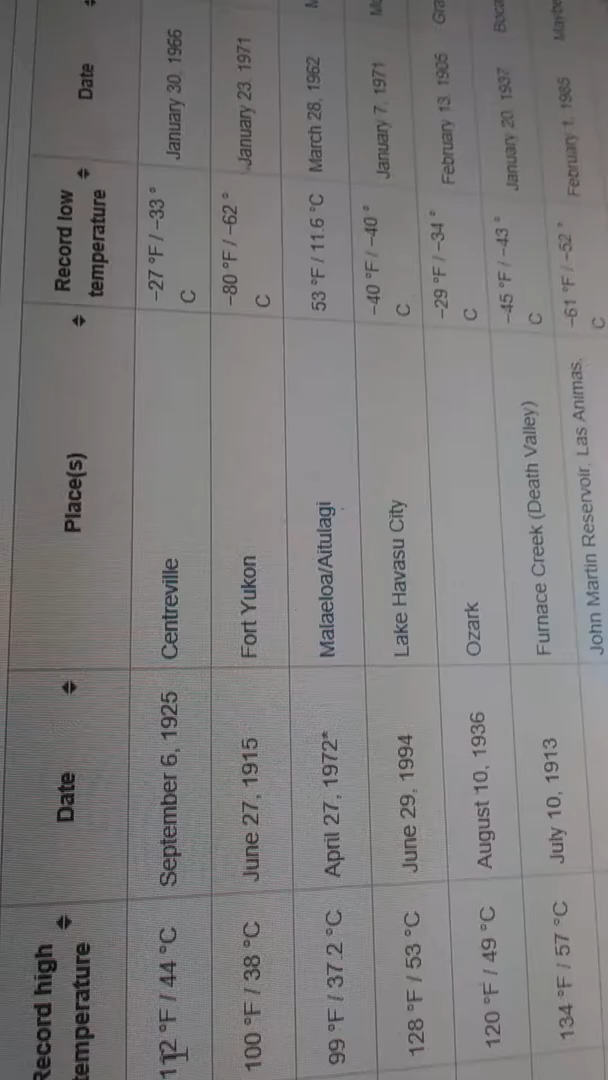 Record high temperature Date Place(s) Record low temperature Date
112 °F / 44 °C September 6, 1925 Centreville −27 °F / −33 °C January 30, 1966
100 °F / 38 °C June 27, 1915 Fort Yukon −80 °F / −62 °C January 23, 1971
99 °F / 37.2 °C April 27, 1972* Malaeloa/Aitulagi 53 °F / 11.6 °C March 28, 1962
128 °F / 53 °C June 29, 1994 Lake Havasu City −40 °F / −40 °C January 7, 1971
120 °F / 49 °C August 10, 1936 Ozark −29 °F / −34 °C February 13, 1905
134 °F / 57 °C July 10, 1913 Furnace Creek (Death Valley) −45 °F / −43 °C January 20, 1937
John Martin Reservoir, Las Animas, −61 °F / −52 °C February 1, 1985